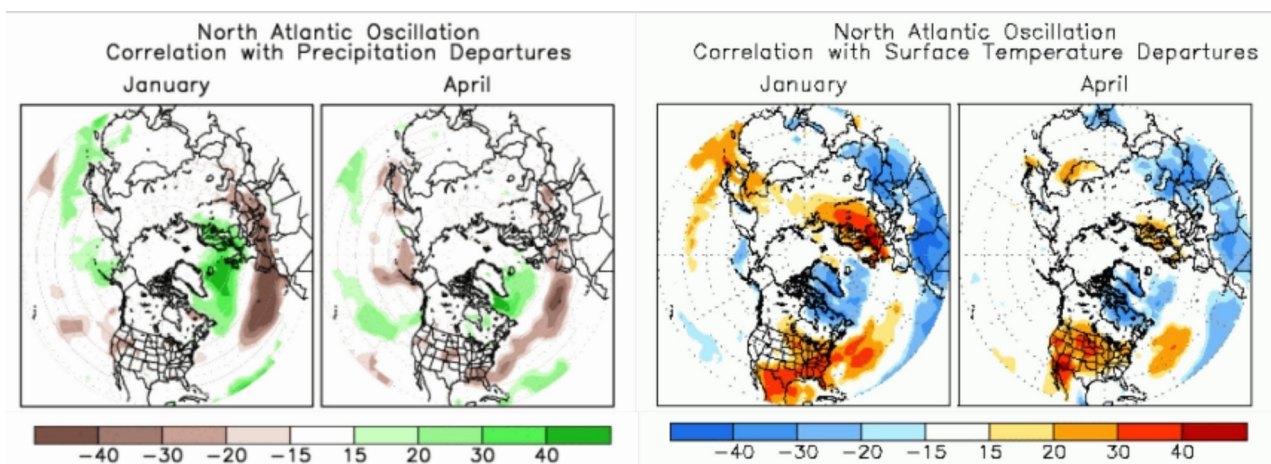 North Atlantic Oscillation
Correlation with Precipitation Departures
January April
-40 -30 -20 -15 15 20 30 40
North Atlantic Oscillation
Correlation with Surface Temperature Departures
January April
-40 -30 -20 -15 15 20 30 40